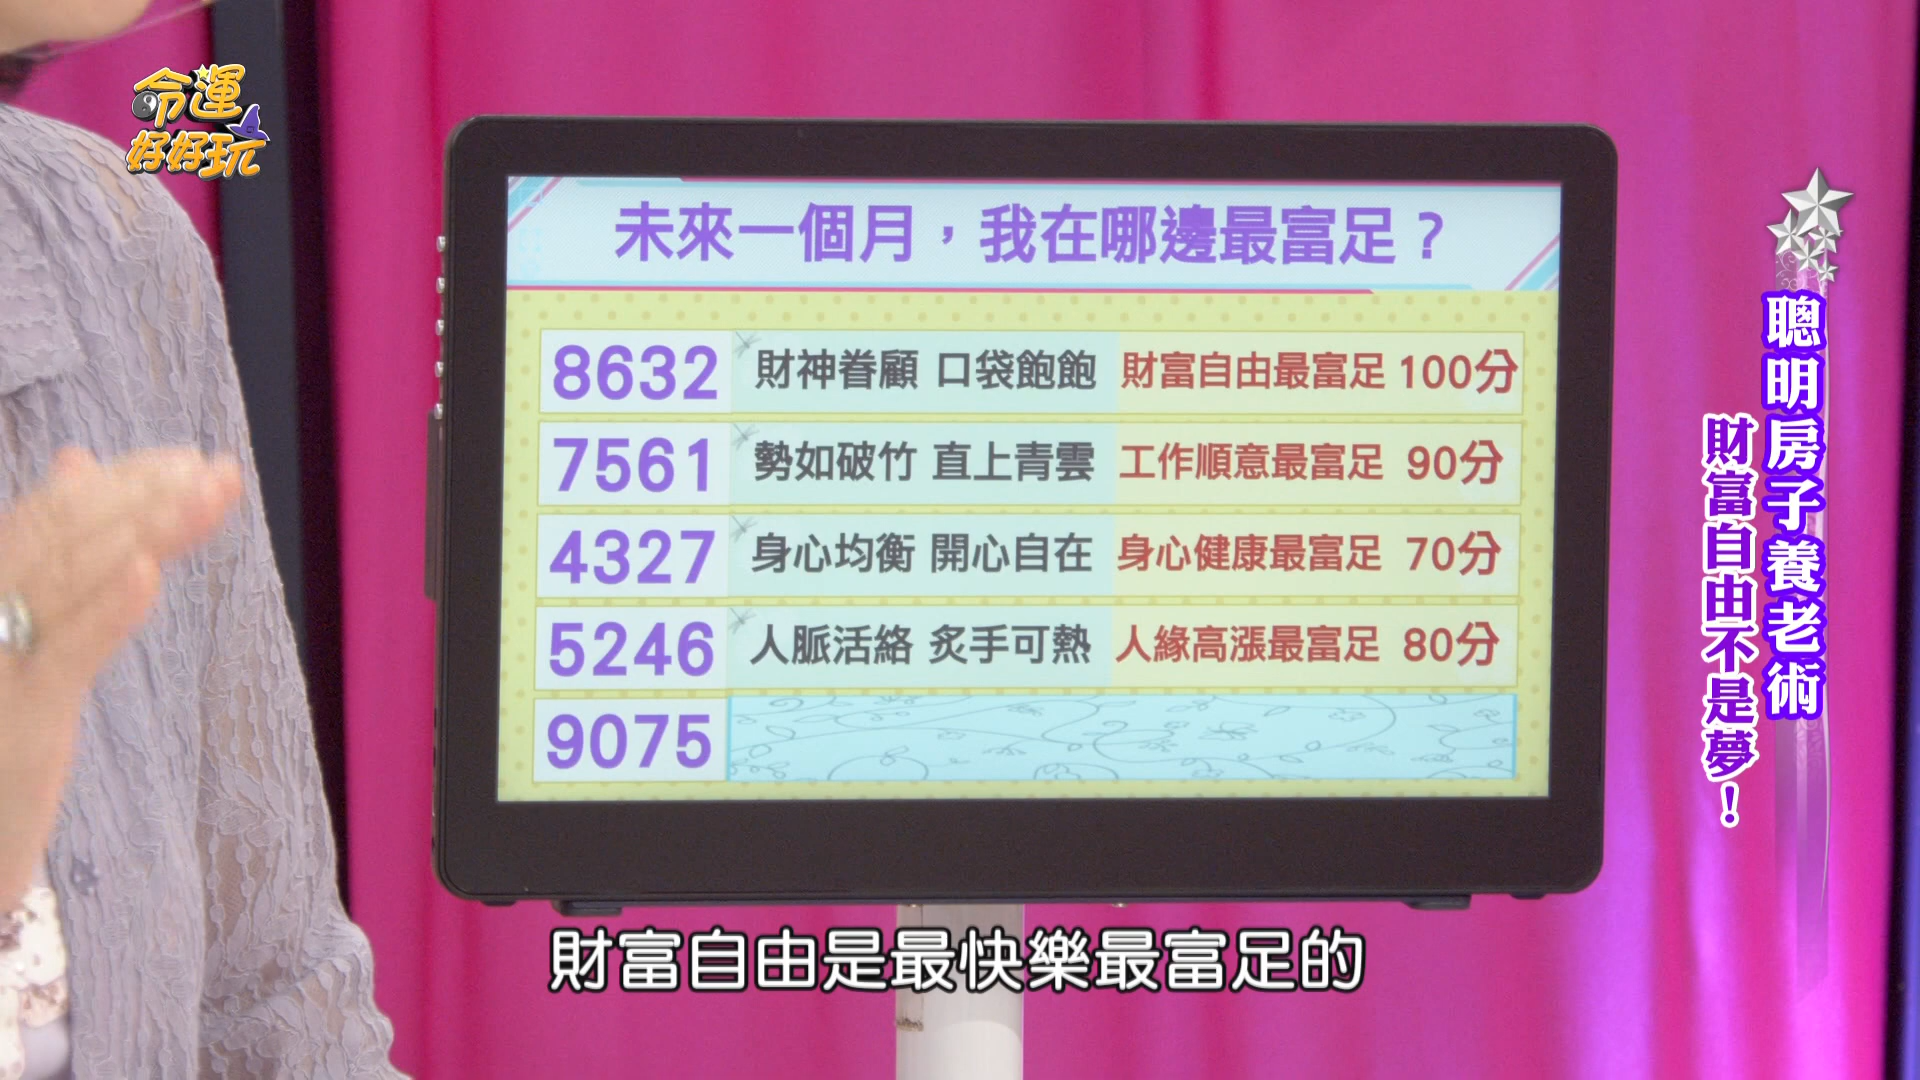 命運
好好玩
未來一個月，我在哪邊最富足？
8632 財神眷顧 口袋飽飽 財富自由最富足 100分
7561 勢如破竹 直上青雲 工作順意最富足 90分
4327 身心均衡 開心自在 身心健康最富足 70分
5246 人脈活絡 炙手可熱 人緣高漲最富足 80分
9075
聰明房子養老術
財富自由不是夢！
財富自由是最快樂最富足的